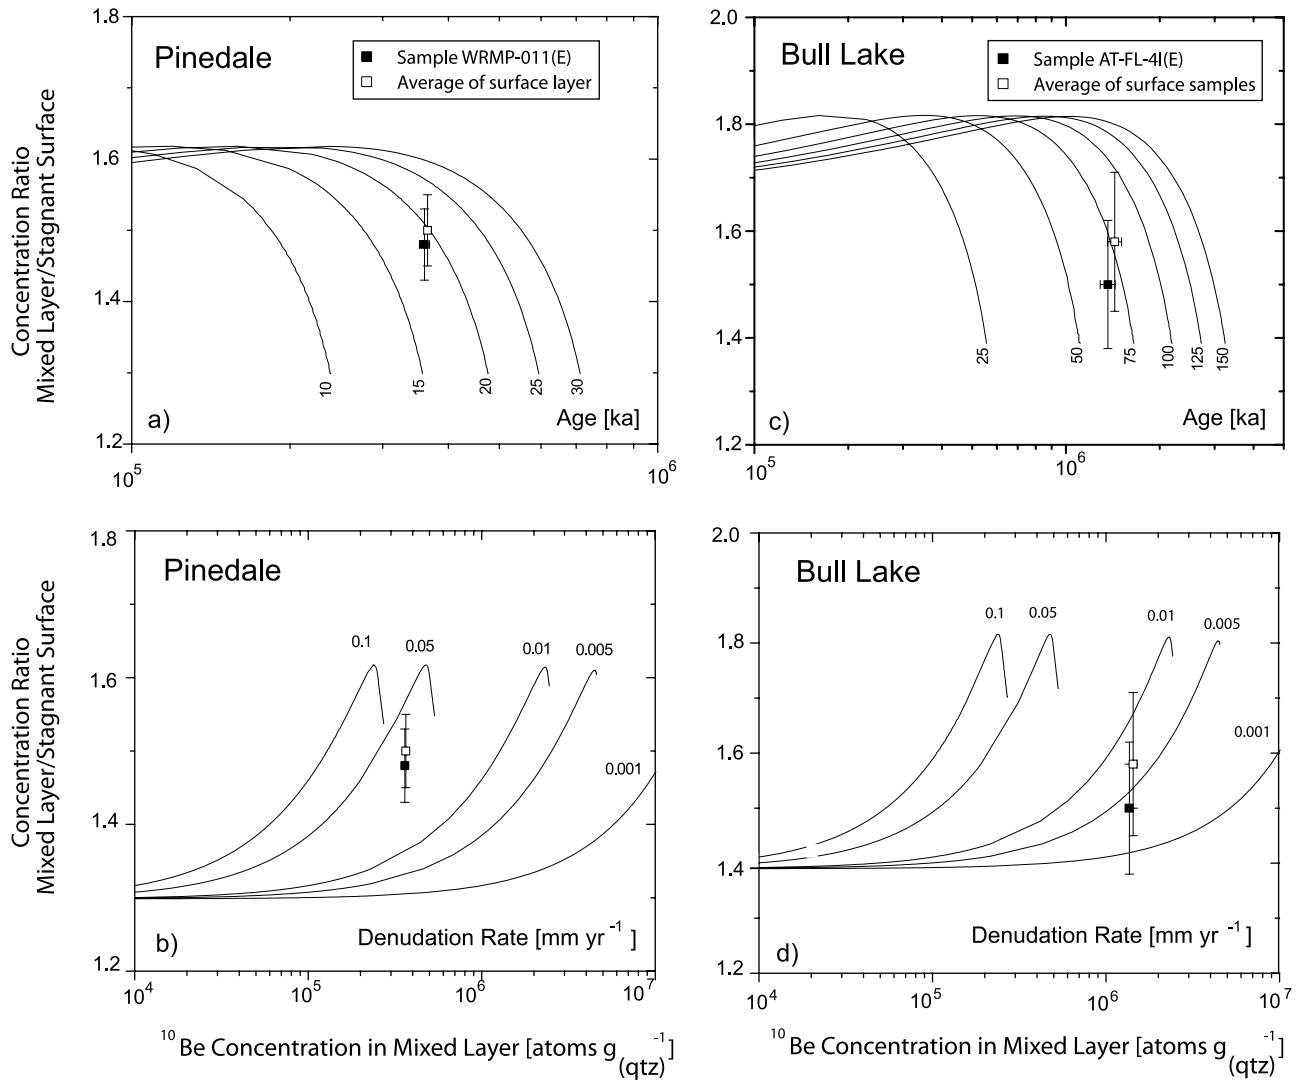 Concentration Ratio
Mixed Layer/Stagnant Surface
1.8
1.6
1.4
1.2
Pinedale
Sample WRMP-011(E)
Average of surface layer
10
15
20
25
30
a)
Age [ka]
10^5
10^6
2.0
1.8
1.6
1.4
1.2
Bull Lake
Sample AT-FL-4l(E)
Average of surface samples
25
50
75
100
125
150
c)
Age [ka]
10^5
10^6
Concentration Ratio
Mixed Layer/Stagnant Surface
1.8
1.6
1.4
1.2
Pinedale
0.1
0.05
0.01
0.005
0.001
b)
Denudation Rate [mm yr^-1]
10^4
10^5
10^6
10^7
10Be Concentration in Mixed Layer [atoms g(qtz)^-1]
2.0
1.8
1.6
1.4
1.2
Bull Lake
0.1
0.05
0.01
0.005
0.001
d)
Denudation Rate [mm yr^-1]
10^4
10^5
10^6
10^7
10Be Concentration in Mixed Layer [atoms g(qtz)^-1]